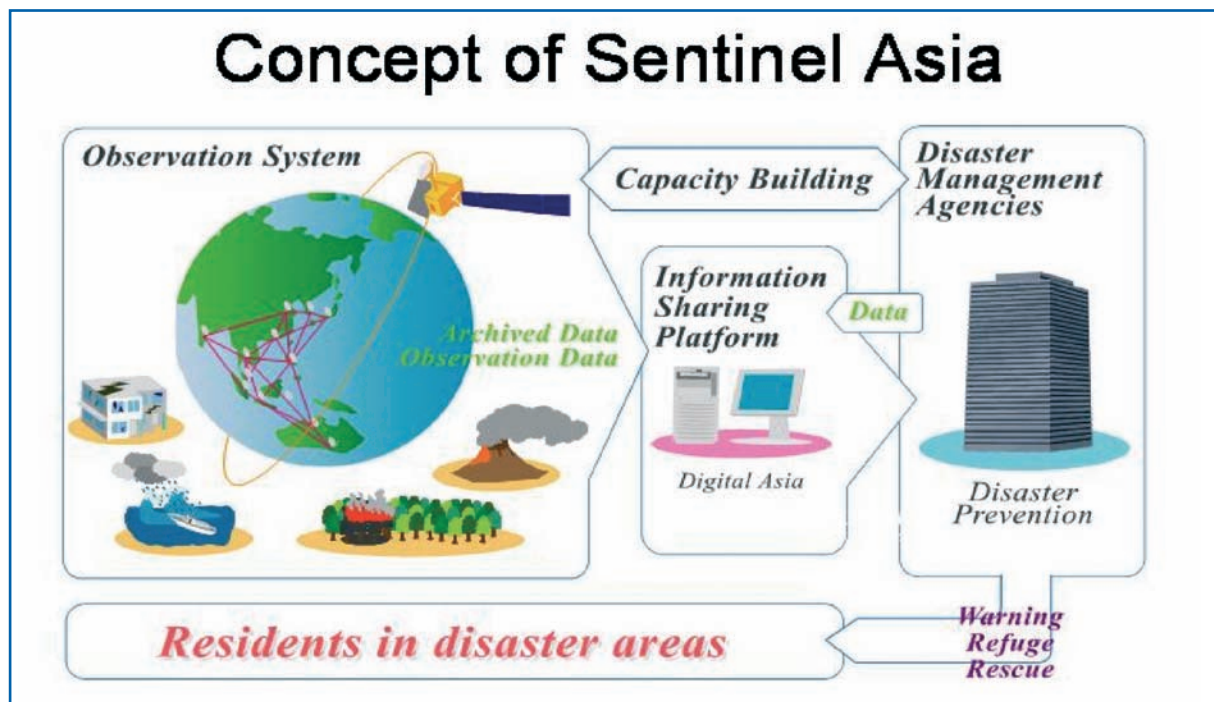 Concept of Sentinel Asia
Observation System
Archived Data
Observation Data
Capacity Building
Information
Sharing
Platform
Digital Asia
Data
Disaster
Management
Agencies
Disaster
Prevention
Warning
Refuge
Rescue
Residents in disaster areas